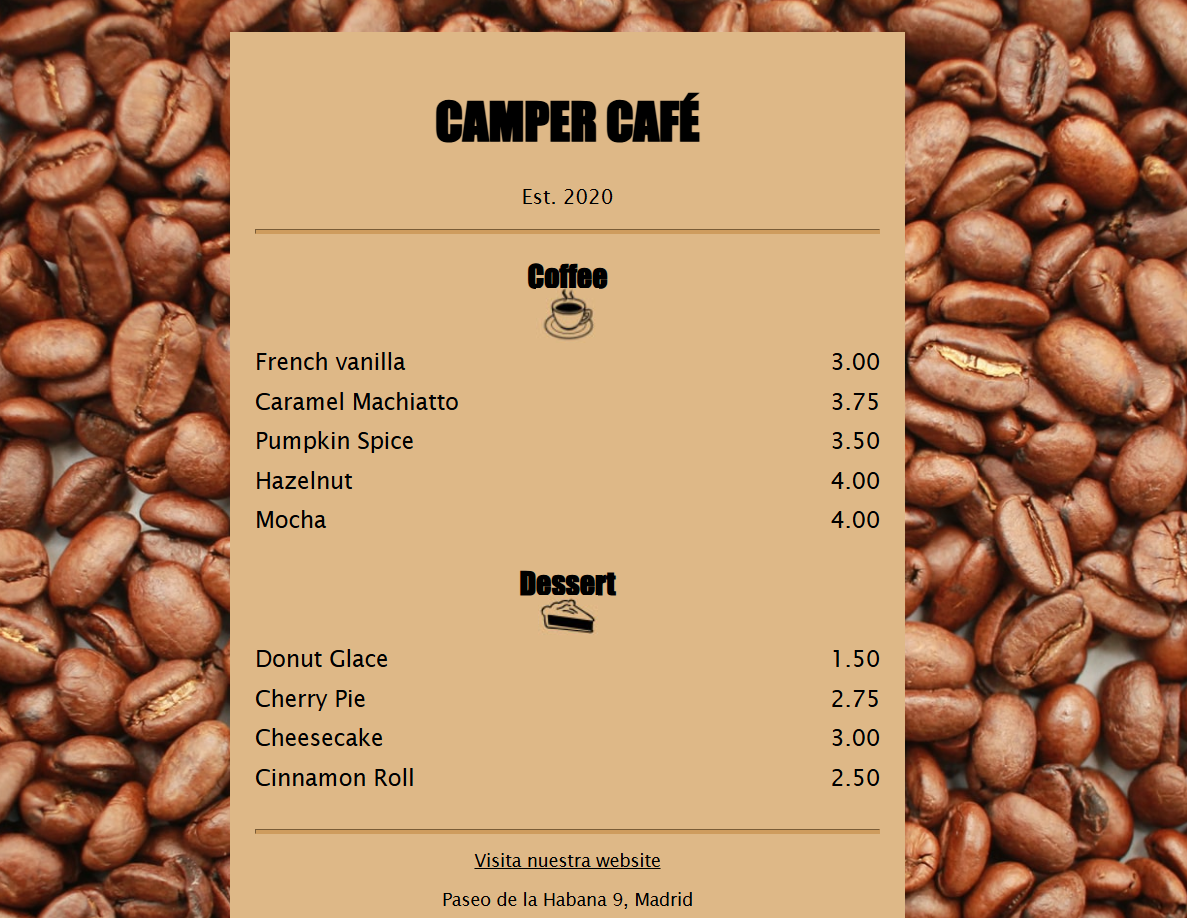 CAMPER CAFÉ
Est. 2020
Coffee
French vanilla 3.00
Caramel Machiatto 3.75
Pumpkin Spice 3.50
Hazelnut 4.00
Mocha 4.00
Dessert
Donut Glace 1.50
Cherry Pie 2.75
Cheesecake 3.00
Cinnamon Roll 2.50
Visita nuestra website
Paseo de la Habana 9, Madrid